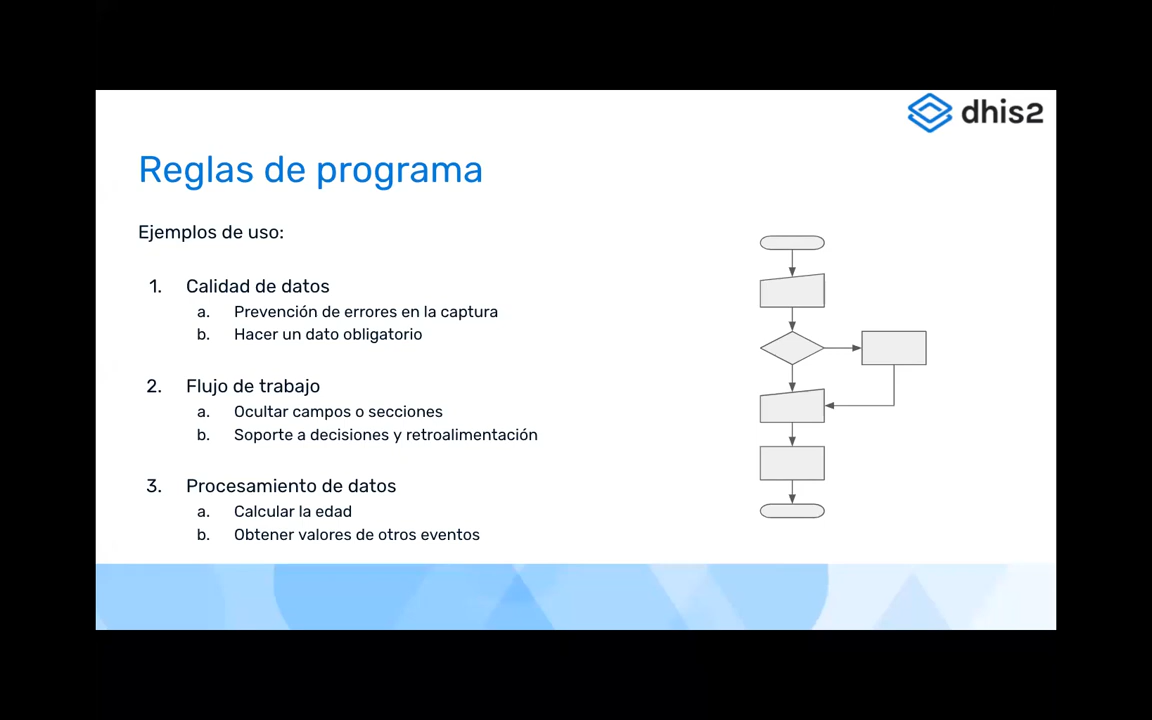 dhis2
Reglas de programa
Ejemplos de uso:
1. Calidad de datos
a. Prevención de errores en la captura
b. Hacer un dato obligatorio
2. Flujo de trabajo
a. Ocultar campos o secciones
b. Soporte a decisiones y retroalimentación
3. Procesamiento de datos
a. Calcular la edad
b. Obtener valores de otros eventos